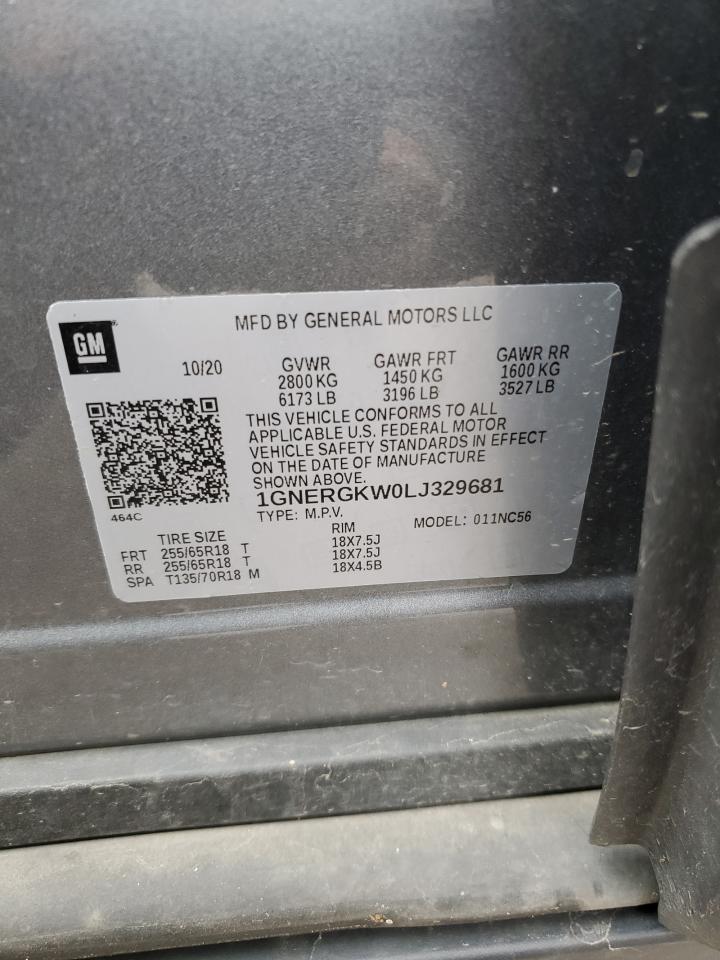 MFD BY GENERAL MOTORS LLC
GM
10/20 GVWR GAWR FRT GAWR RR
2800 KG 1450 KG 1600 KG
6173 LB 3196 LB 3527 LB
THIS VEHICLE CONFORMS TO ALL
APPLICABLE U.S. FEDERAL MOTOR
VEHICLE SAFETY STANDARDS IN EFFECT
ON THE DATE OF MANUFACTURE
SHOWN ABOVE.
1GNERGKW0LJ329681
464C TYPE: M.P.V. MODEL: 011NC56
TIRE SIZE RIM
FRT 255/65R18 T 18X7.5J
RR 255/65R18 T 18X7.5J
SPA T135/70R18 M 18X4.5B